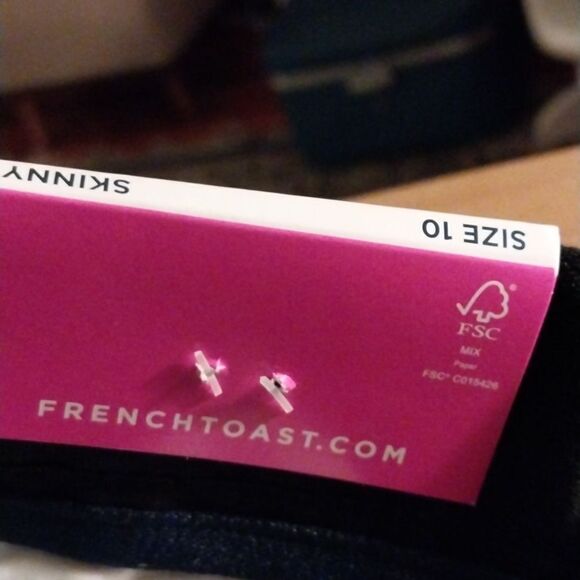 SKINNY
SIZE 10
FSC
MIX
Paper
FSC® C015426
FRENCHTOAST.COM